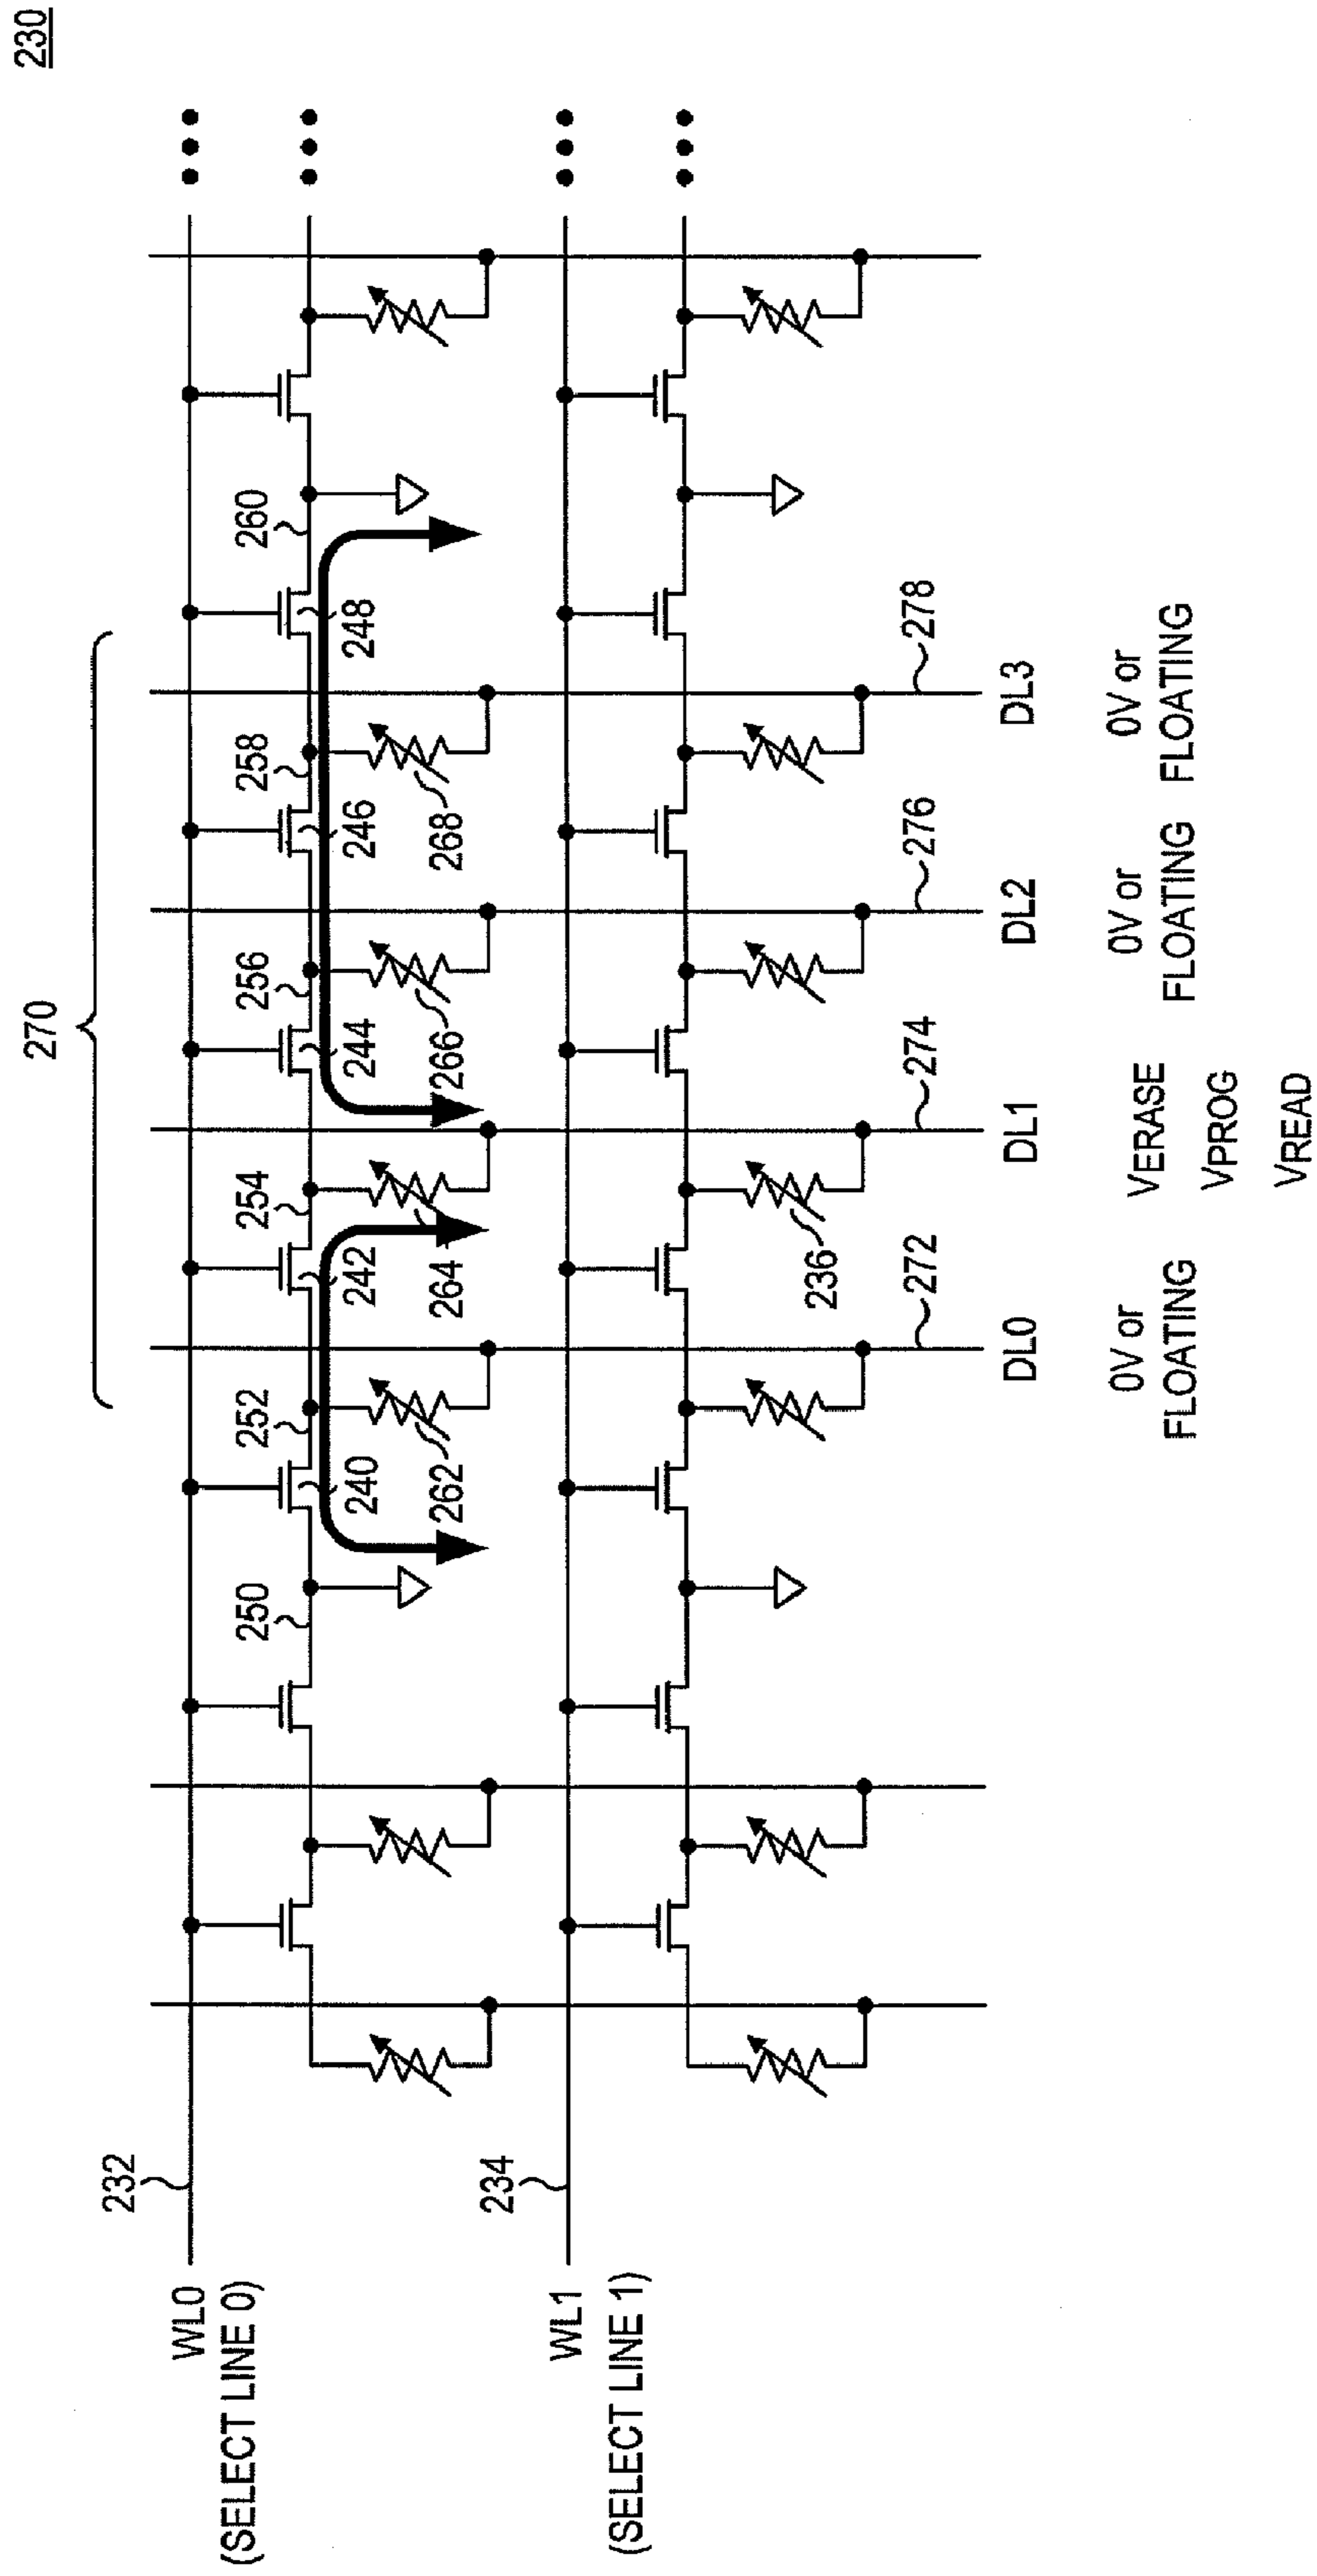 230
270
WL0
(SELECT LINE 0)
232
250
252
254
256
258
260
240
242
244
246
248
262
264
266
268
WL1
(SELECT LINE 1)
234
236
272
274
276
278
DL0
DL1
DL2
DL3
0V or
FLOATING
VERASE
VPROG
VREAD
0V or
FLOATING
0V or
FLOATING